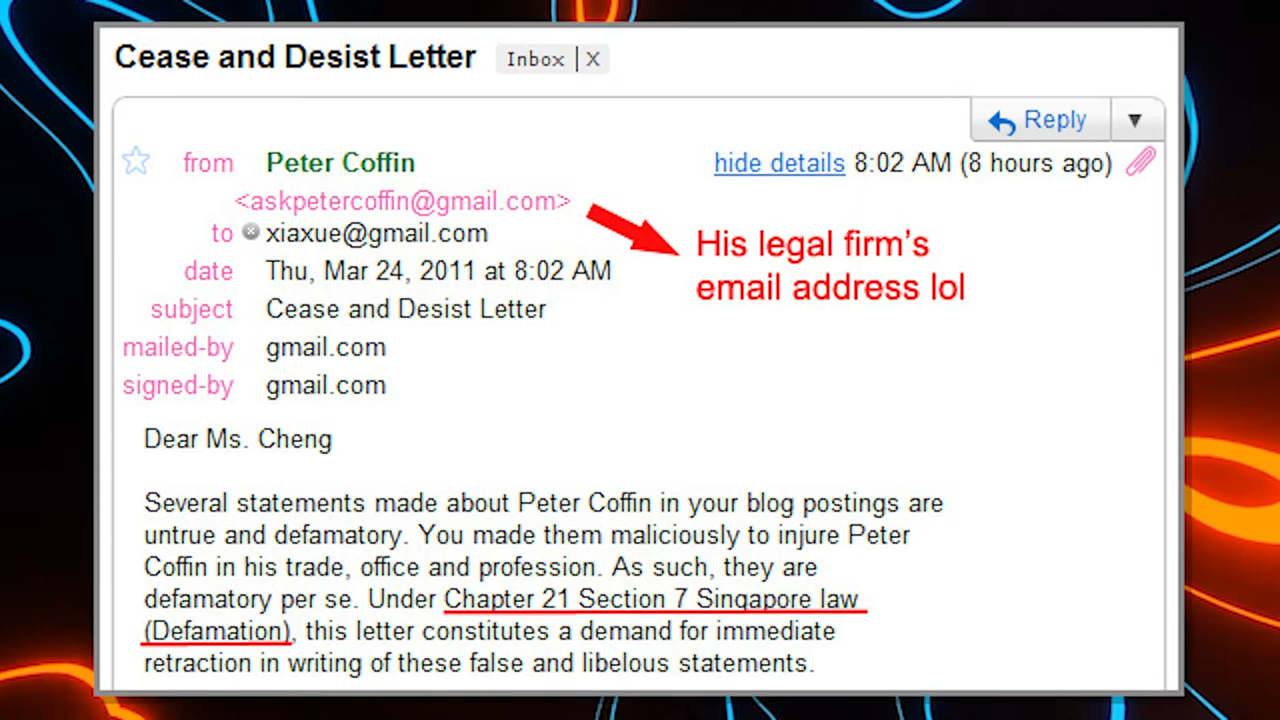 Cease and Desist Letter Inbox | X
Reply ▼
from Peter Coffin hide details 8:02 AM (8 hours ago)
<askpetercoffin@gmail.com>
to xiaxue@gmail.com
His legal firm's
email address lol
date Thu, Mar 24, 2011 at 8:02 AM
subject Cease and Desist Letter
mailed-by gmail.com
signed-by gmail.com
Dear Ms. Cheng
Several statements made about Peter Coffin in your blog postings are
untrue and defamatory. You made them maliciously to injure Peter
Coffin in his trade, office and profession. As such, they are
defamatory per se. Under Chapter 21 Section 7 Singapore law
(Defamation), this letter constitutes a demand for immediate
retraction in writing of these false and libelous statements.